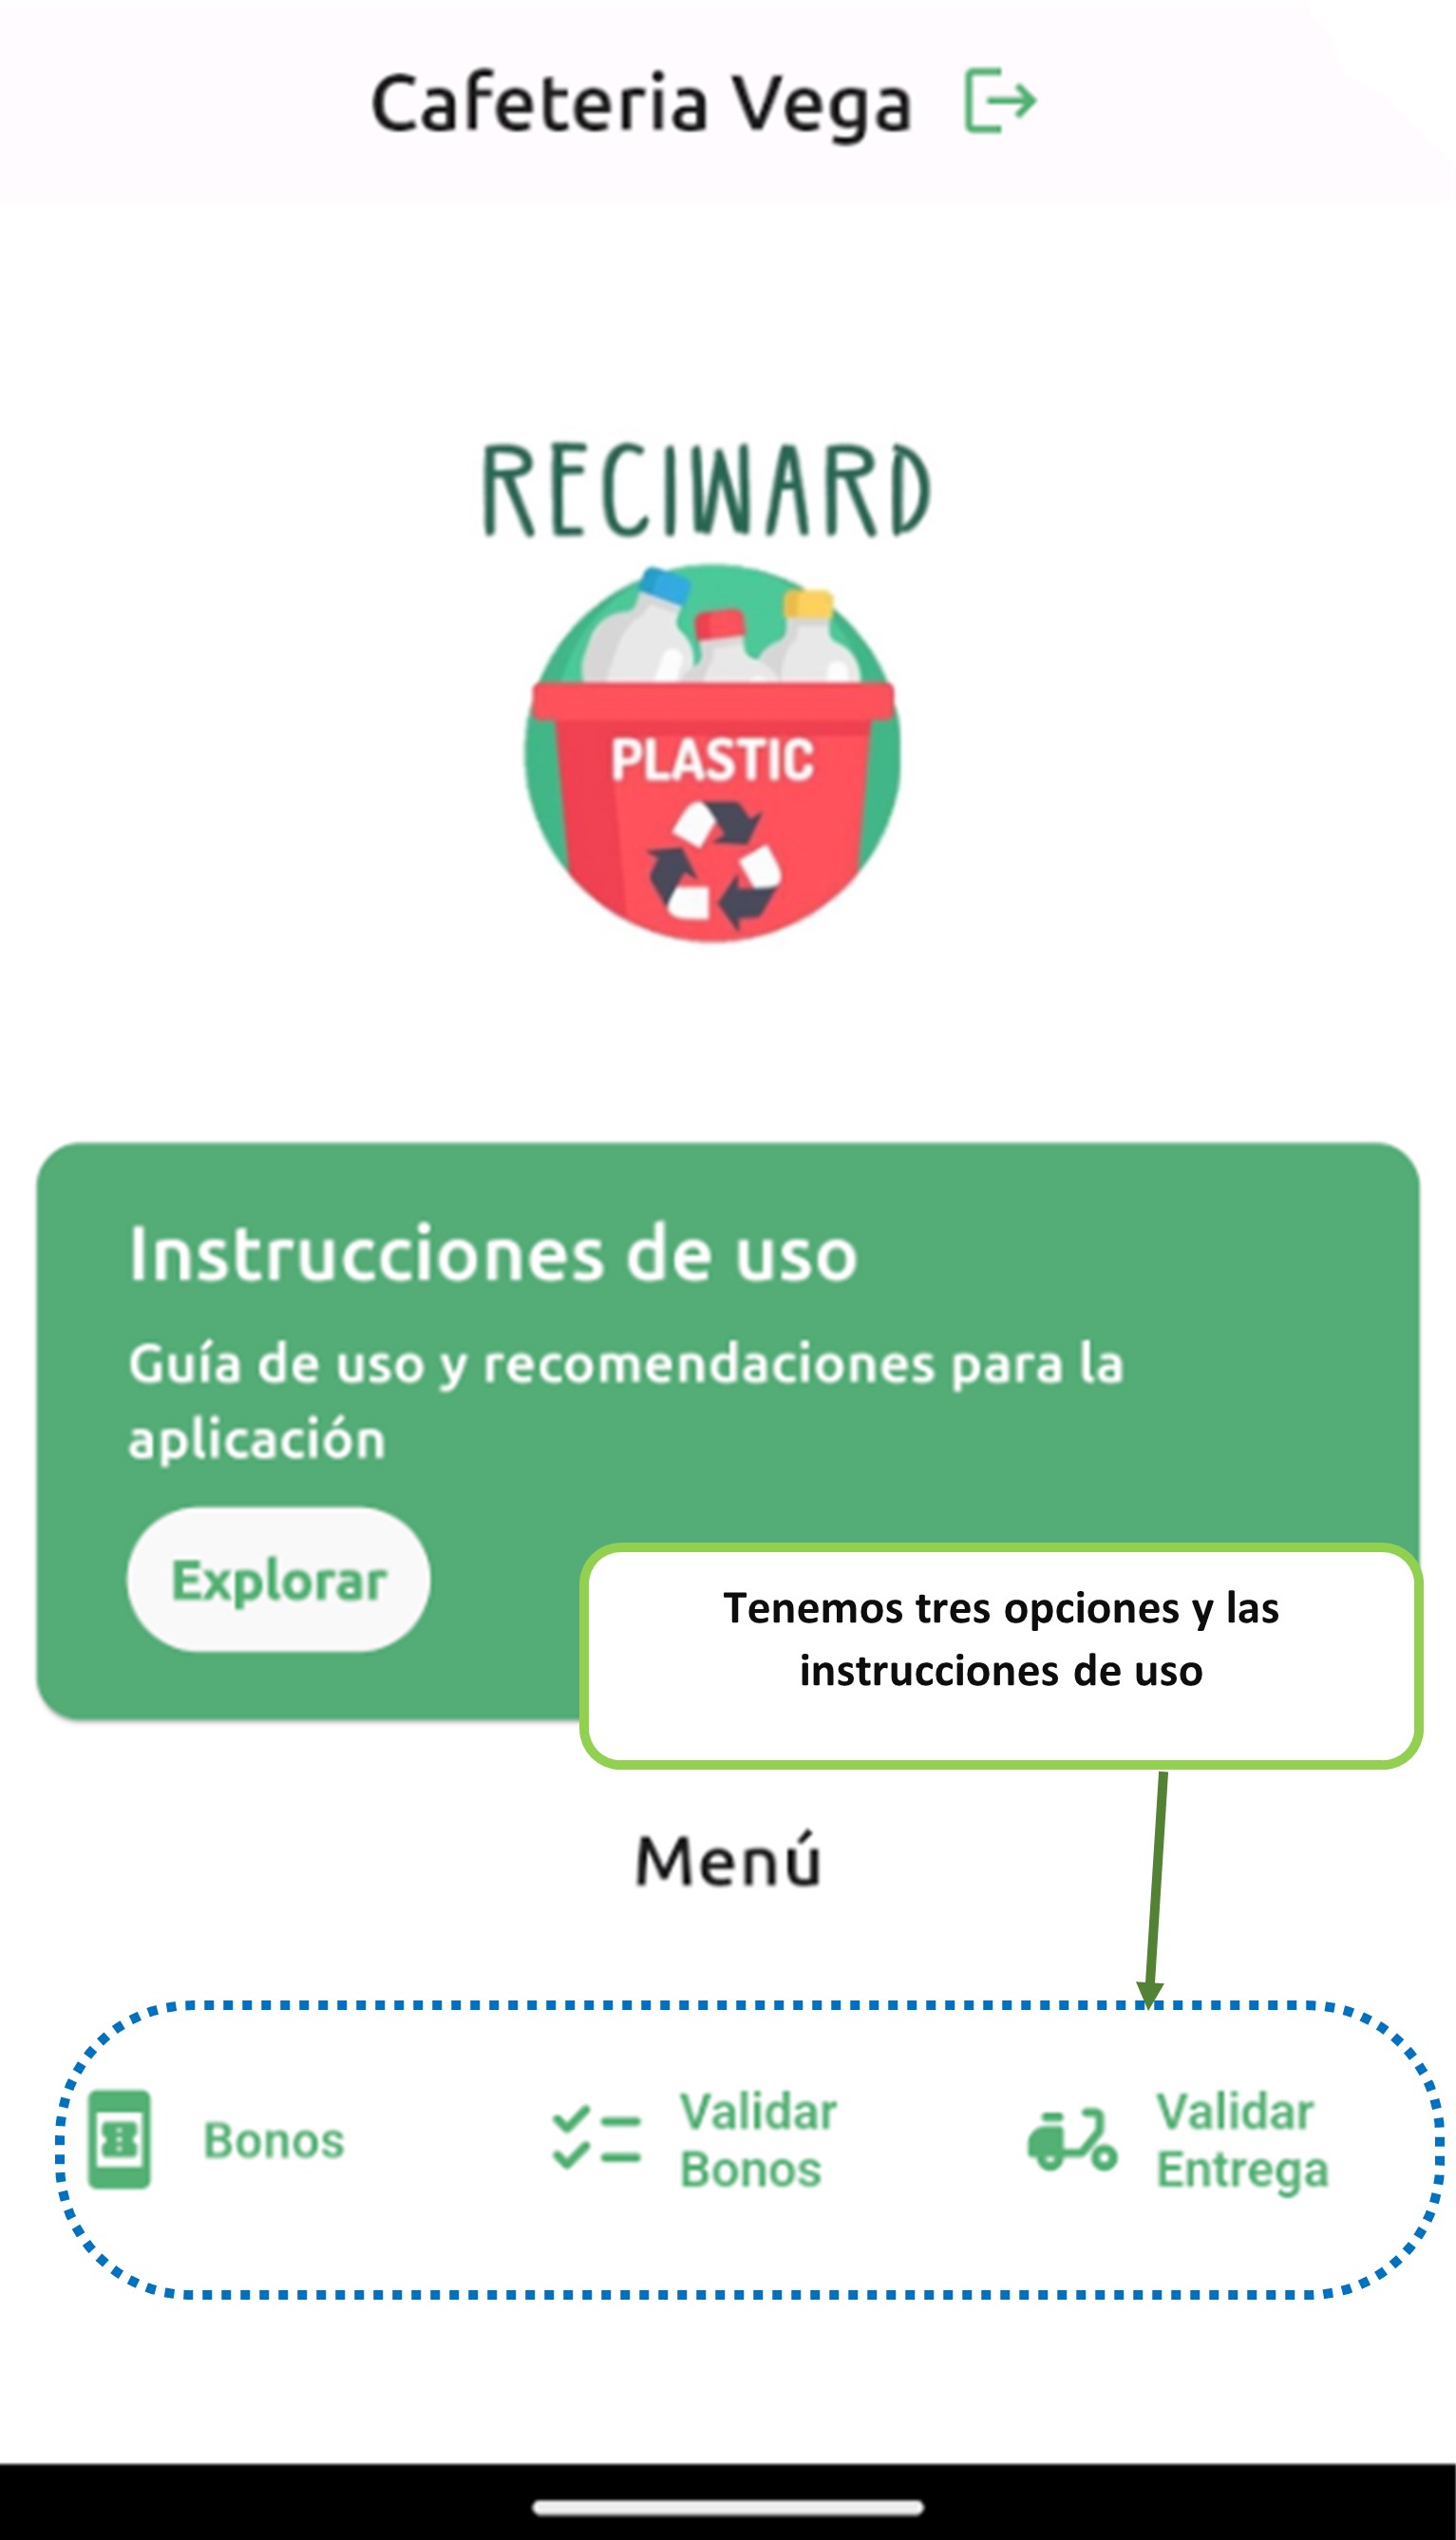 Cafeteria Vega
RECIWARD
PLASTIC
Instrucciones de uso
Guía de uso y recomendaciones para la
aplicación
Explorar
Tenemos tres opciones y las
instrucciones de uso
Menú
Bonos
Validar
Bonos
Validar
Entrega